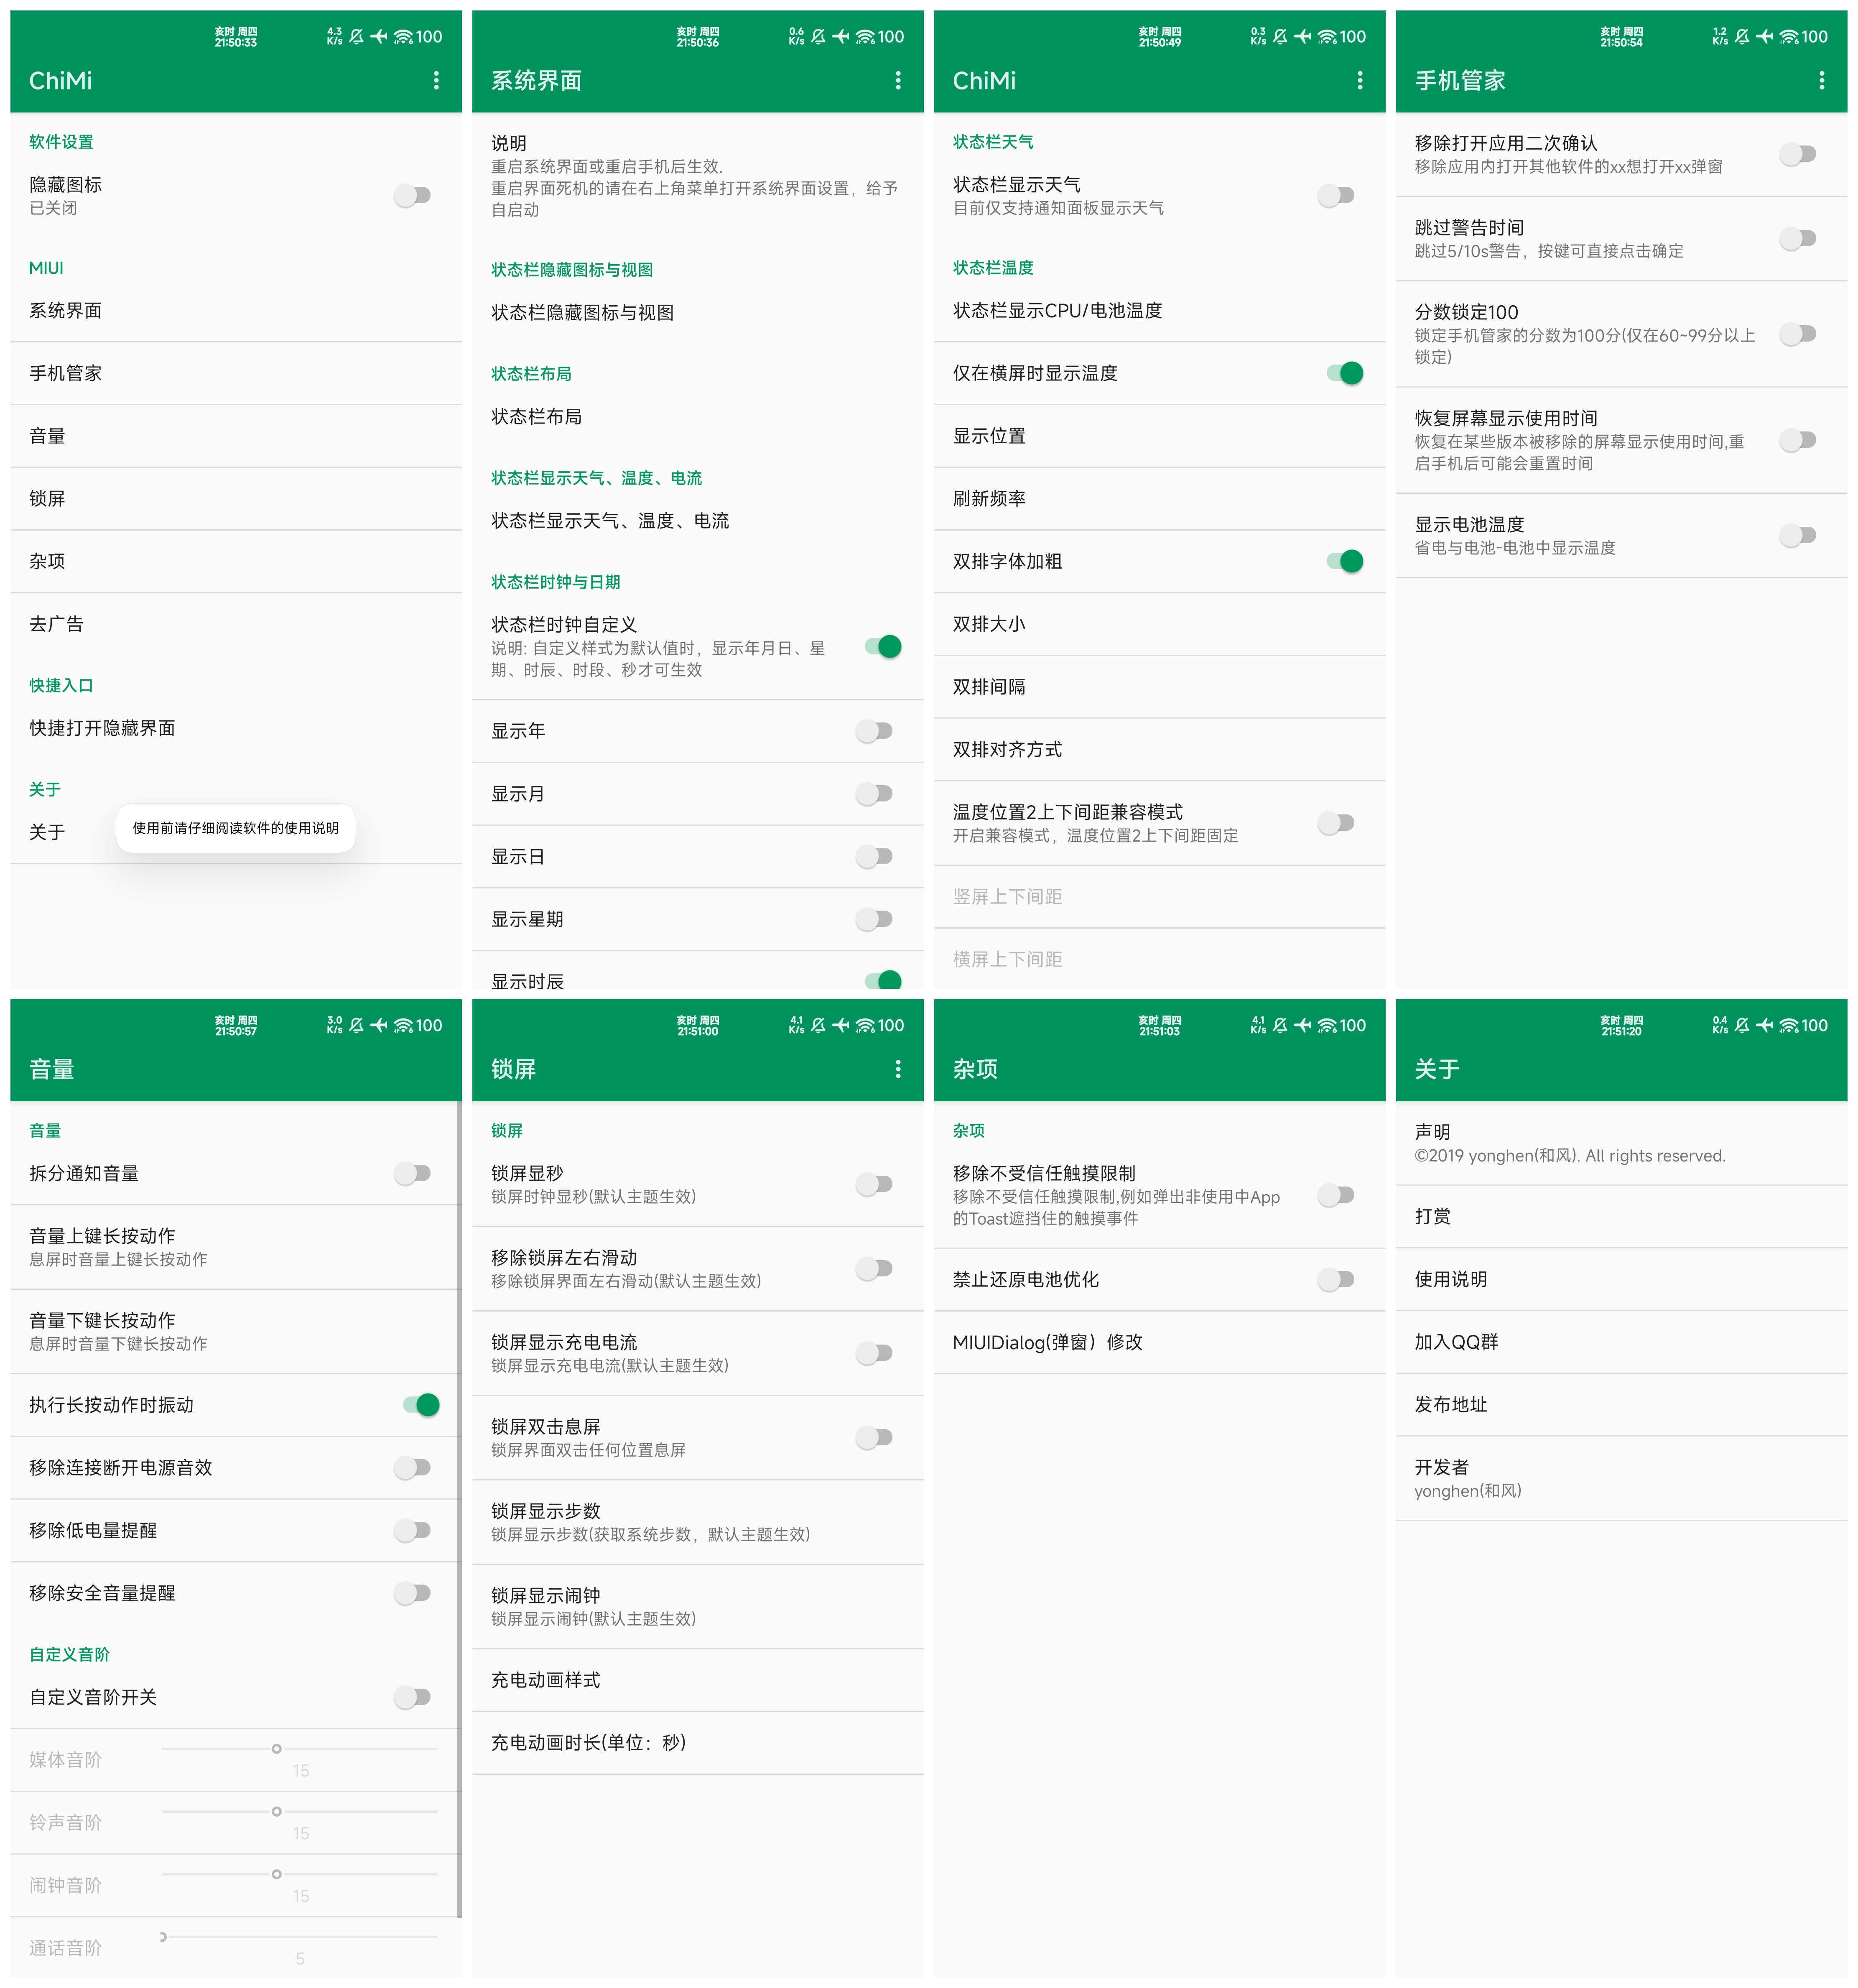 亥时 周四
21:50:33
4.3
K/s
100
ChiMi
软件设置
隐藏图标
已关闭
MIUI
系统界面
手机管家
音量
锁屏
杂项
去广告
快捷入口
快捷打开隐藏界面
关于
关于
使用前请仔细阅读软件的使用说明
亥时 周四
21:50:36
0.6
K/s
100
系统界面
说明
重启系统界面或重启手机后生效.
重启界面死机的请在右上角菜单打开系统界面设置，给予
自启动
状态栏隐藏图标与视图
状态栏隐藏图标与视图
状态栏布局
状态栏布局
状态栏显示天气、温度、电流
状态栏显示天气、温度、电流
状态栏时钟与日期
状态栏时钟自定义
说明: 自定义样式为默认值时，显示年月日、星
期、时辰、时段、秒才可生效
显示年
显示月
显示日
显示星期
显示时辰
亥时 周四
21:50:49
0.3
K/s
100
ChiMi
状态栏天气
状态栏显示天气
目前仅支持通知面板显示天气
状态栏温度
状态栏显示CPU/电池温度
仅在横屏时显示温度
显示位置
刷新频率
双排字体加粗
双排大小
双排间隔
双排对齐方式
温度位置2上下间距兼容模式
开启兼容模式，温度位置2上下间距固定
竖屏上下间距
横屏上下间距
亥时 周四
21:50:54
1.2
K/s
100
手机管家
移除打开应用二次确认
移除应用内打开其他软件的xx想打开xx弹窗
跳过警告时间
跳过5/10s警告，按键可直接点击确定
分数锁定100
锁定手机管家的分数为100分(仅在60~99分以上
锁定)
恢复屏幕显示使用时间
恢复在某些版本被移除的屏幕显示使用时间,重
启手机后可能会重置时间
显示电池温度
省电与电池-电池中显示温度
亥时 周四
21:50:57
3.0
K/s
100
音量
音量
拆分通知音量
音量上键长按动作
息屏时音量上键长按动作
音量下键长按动作
息屏时音量下键长按动作
执行长按动作时振动
移除连接断开电源音效
移除低电量提醒
移除安全音量提醒
自定义音阶
自定义音阶开关
媒体音阶
15
铃声音阶
15
闹钟音阶
15
通话音阶
5
亥时 周四
21:51:00
4.1
K/s
100
锁屏
锁屏
锁屏显秒
锁屏时钟显秒(默认主题生效)
移除锁屏左右滑动
移除锁屏界面左右滑动(默认主题生效)
锁屏显示充电电流
锁屏显示充电电流(默认主题生效)
锁屏双击息屏
锁屏界面双击任何位置息屏
锁屏显示步数
锁屏显示步数(获取系统步数，默认主题生效)
锁屏显示闹钟
锁屏显示闹钟(默认主题生效)
充电动画样式
充电动画时长(单位：秒)
亥时 周四
21:51:03
4.1
K/s
100
杂项
杂项
移除不受信任触摸限制
移除不受信任触摸限制,例如弹出非使用中App
的Toast遮挡住的触摸事件
禁止还原电池优化
MIUIDialog(弹窗）修改
亥时 周四
21:51:20
0.4
K/s
100
关于
声明
©2019 yonghen(和风). All rights reserved.
打赏
使用说明
加入QQ群
发布地址
开发者
yonghen(和风)